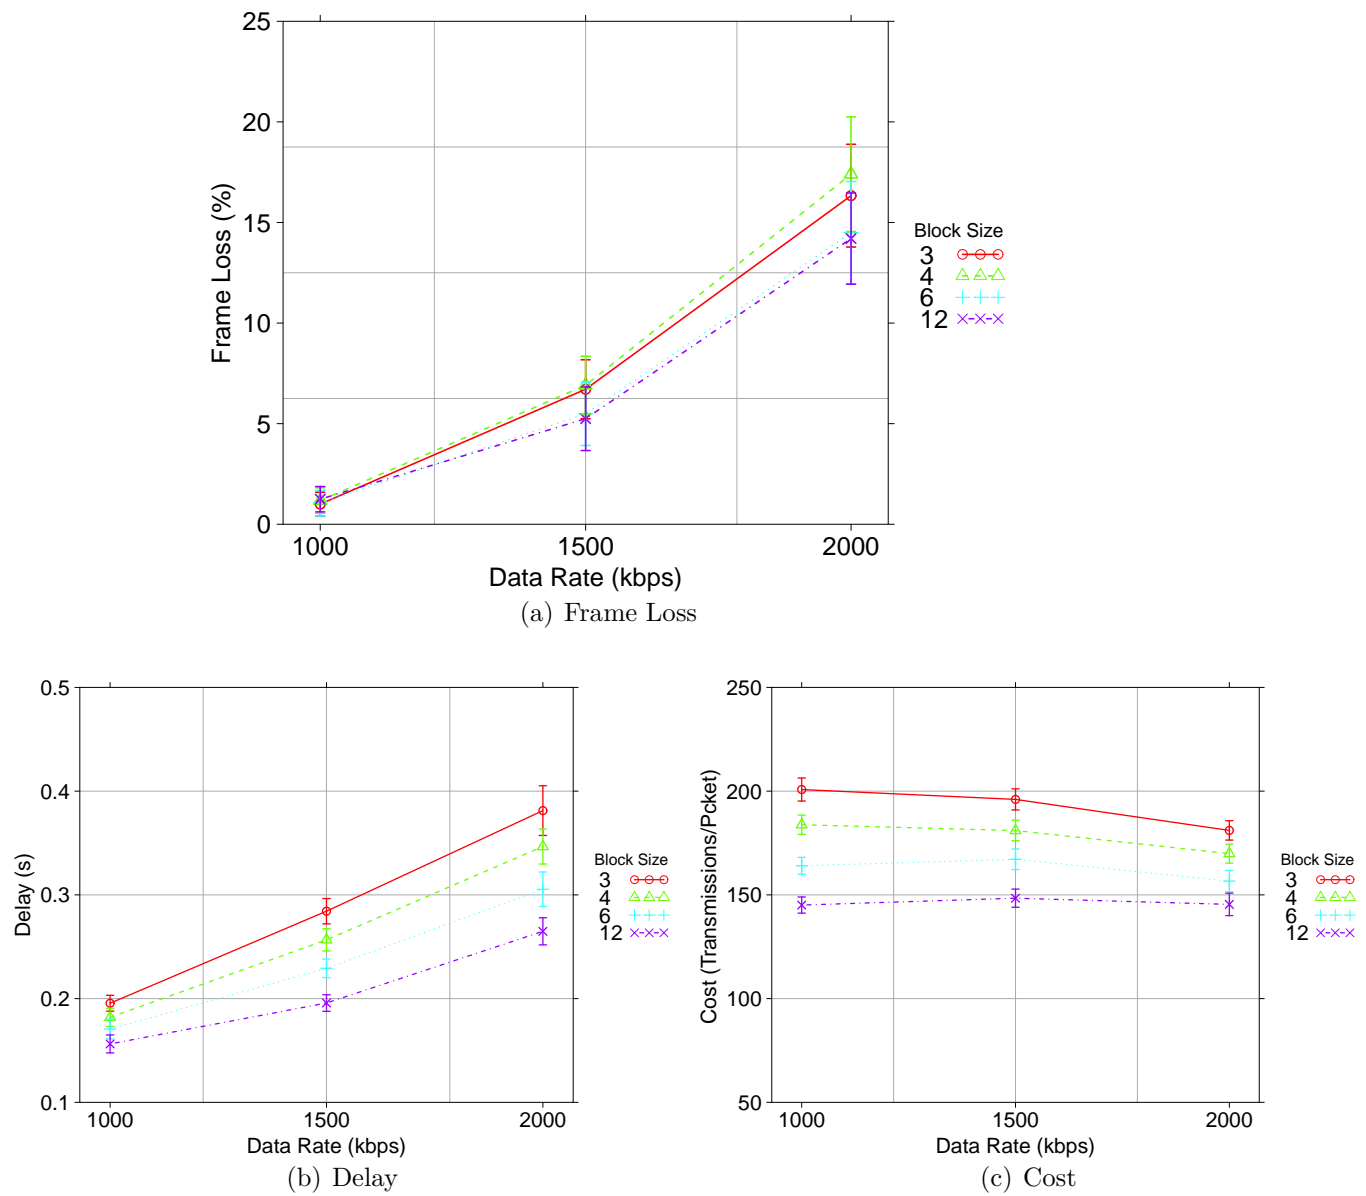 25
20
15
10
5
0
Frame Loss (%)
1000 1500 2000
Data Rate (kbps)
Block Size
3
4
6
12
(a) Frame Loss
0.5
0.4
0.3
0.2
0.1
Delay (s)
1000 1500 2000
Data Rate (kbps)
Block Size
3
4
6
12
(b) Delay
250
200
150
100
50
Cost (Transmissions/Pcket)
1000 1500 2000
Data Rate (kbps)
Block Size
3
4
6
12
(c) Cost